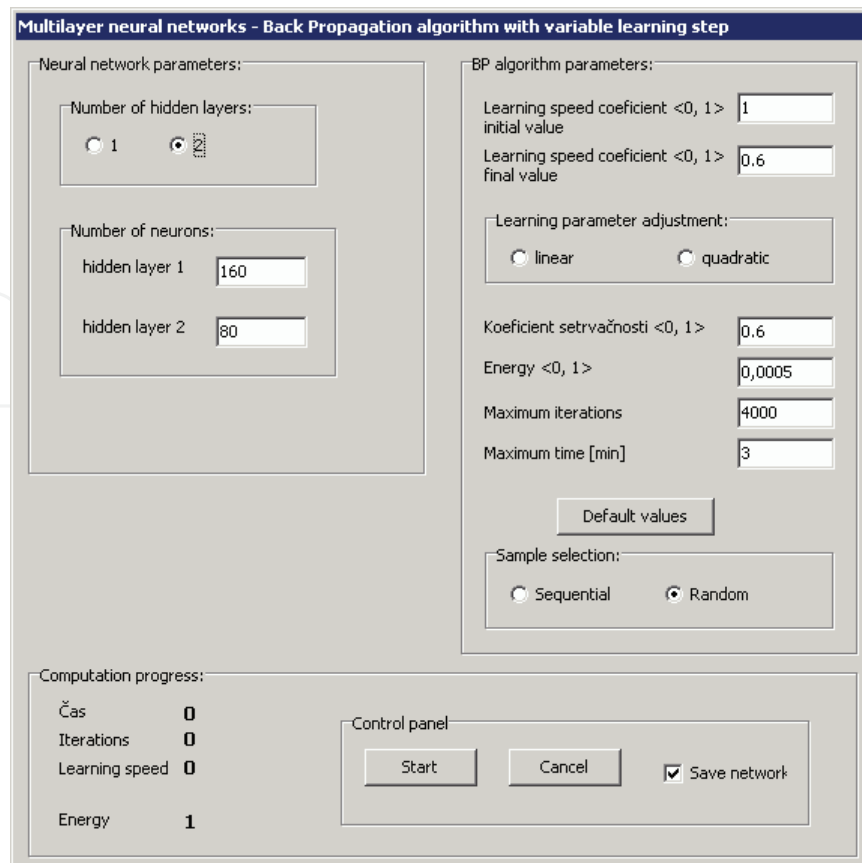 Multilayer neural networks - Back Propagation algorithm with variable learning step
Neural network parameters:
Number of hidden layers:
1
2
Number of neurons:
hidden layer 1
160
hidden layer 2
80
BP algorithm parameters:
Learning speed coeficient <0, 1>
initial value
1
Learning speed coeficient <0, 1>
final value
0.6
Learning parameter adjustment:
linear
quadratic
Koeficient setrvačnosti <0, 1>
0.6
Energy <0, 1>
0,0005
Maximum iterations
4000
Maximum time [min]
3
Default values
Sample selection:
Sequential
Random
Computation progress:
Čas 0
Iterations 0
Learning speed 0
Energy 1
Control panel
Start
Cancel
Save network